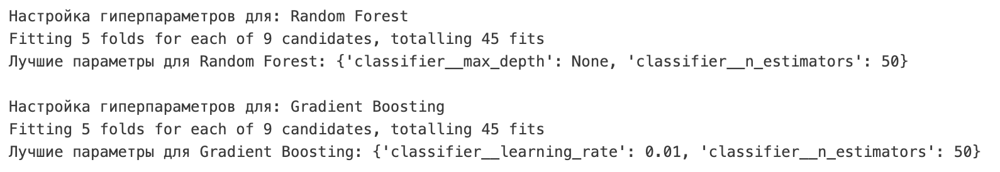 Настройка гиперпараметров для: Random Forest
Fitting 5 folds for each of 9 candidates, totalling 45 fits
Лучшие параметры для Random Forest: {'classifier__max_depth': None, 'classifier__n_estimators': 50}
Настройка гиперпараметров для: Gradient Boosting
Fitting 5 folds for each of 9 candidates, totalling 45 fits
Лучшие параметры для Gradient Boosting: {'classifier__learning_rate': 0.01, 'classifier__n_estimators': 50}